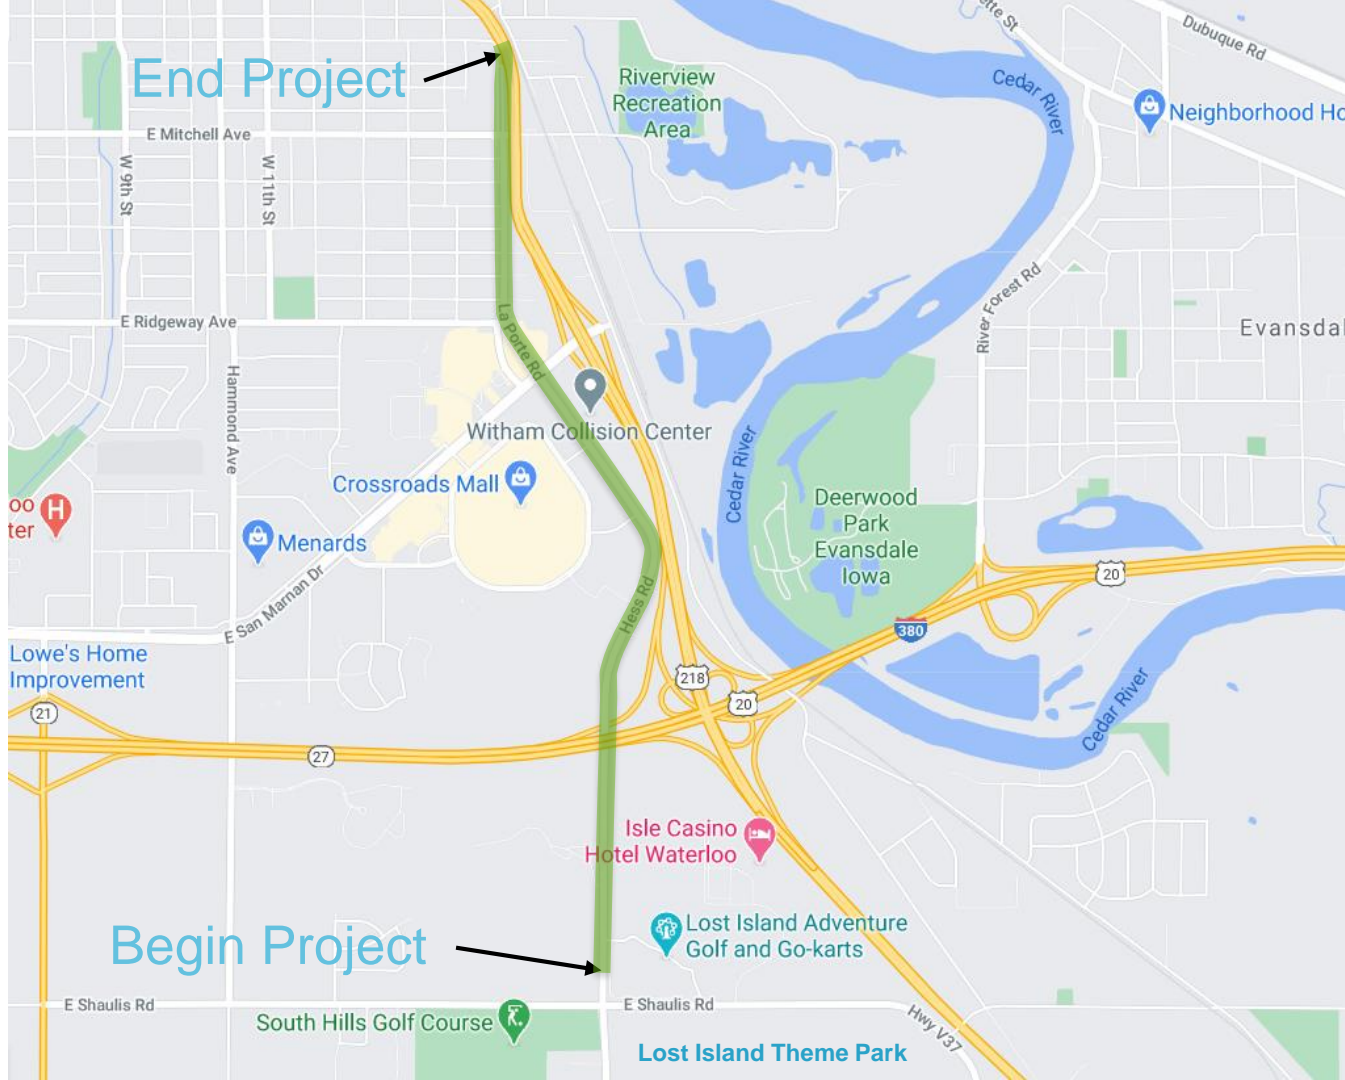 ette St
Dubuque Rd
End Project
Riverview
Recreation
Area
Cedar River
Neighborhood Ho
E Mitchell Ave
W 9th St
W 11th St
River Forest Rd
E Ridgeway Ave
La Porte Rd
Evansdal
Hammond Ave
Witham Collision Center
Cedar River
Crossroads Mall
Deerwood
Park
Evansdale
Iowa
oo
ter
H
Menards
20
E San Marnan Dr
Hess Rd
380
Lowe's Home
Improvement
218
20
Cedar River
21
27
Isle Casino
Hotel Waterloo
Begin Project
Lost Island Adventure
Golf and Go-karts
E Shaulis Rd
E Shaulis Rd
South Hills Golf Course
Hwy V37
Lost Island Theme Park